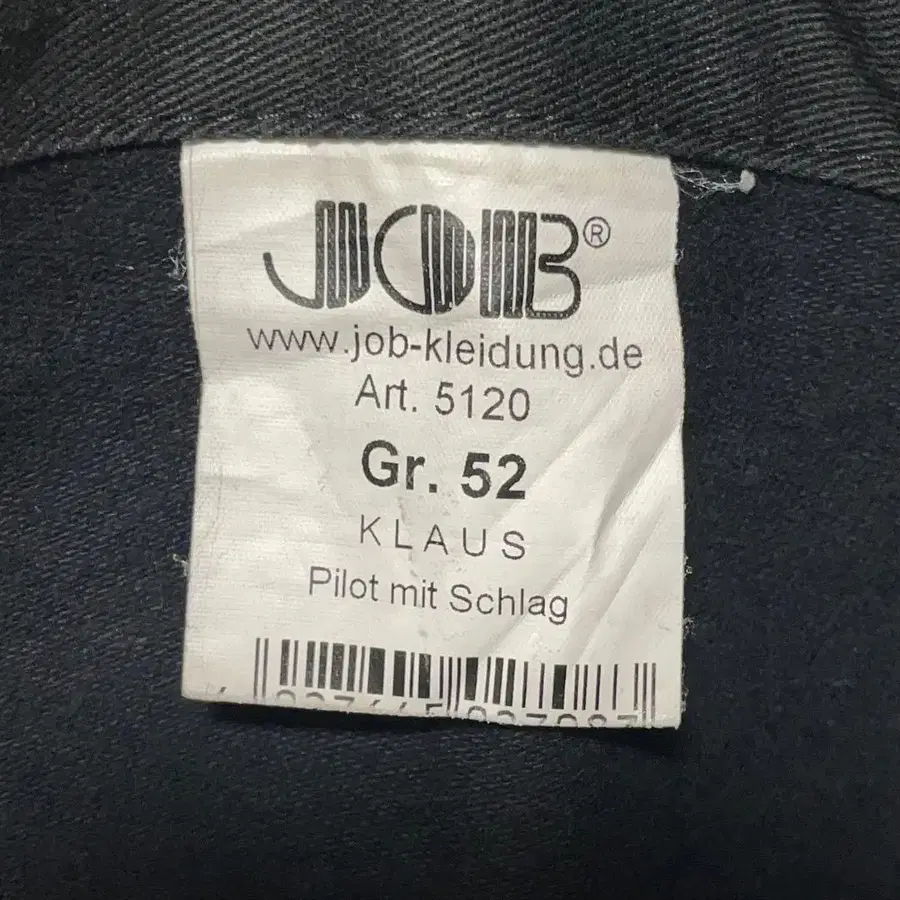 JOB®
www.job-kleidung.de
Art. 5120
Gr. 52
KLAUS
Pilot mit Schlag